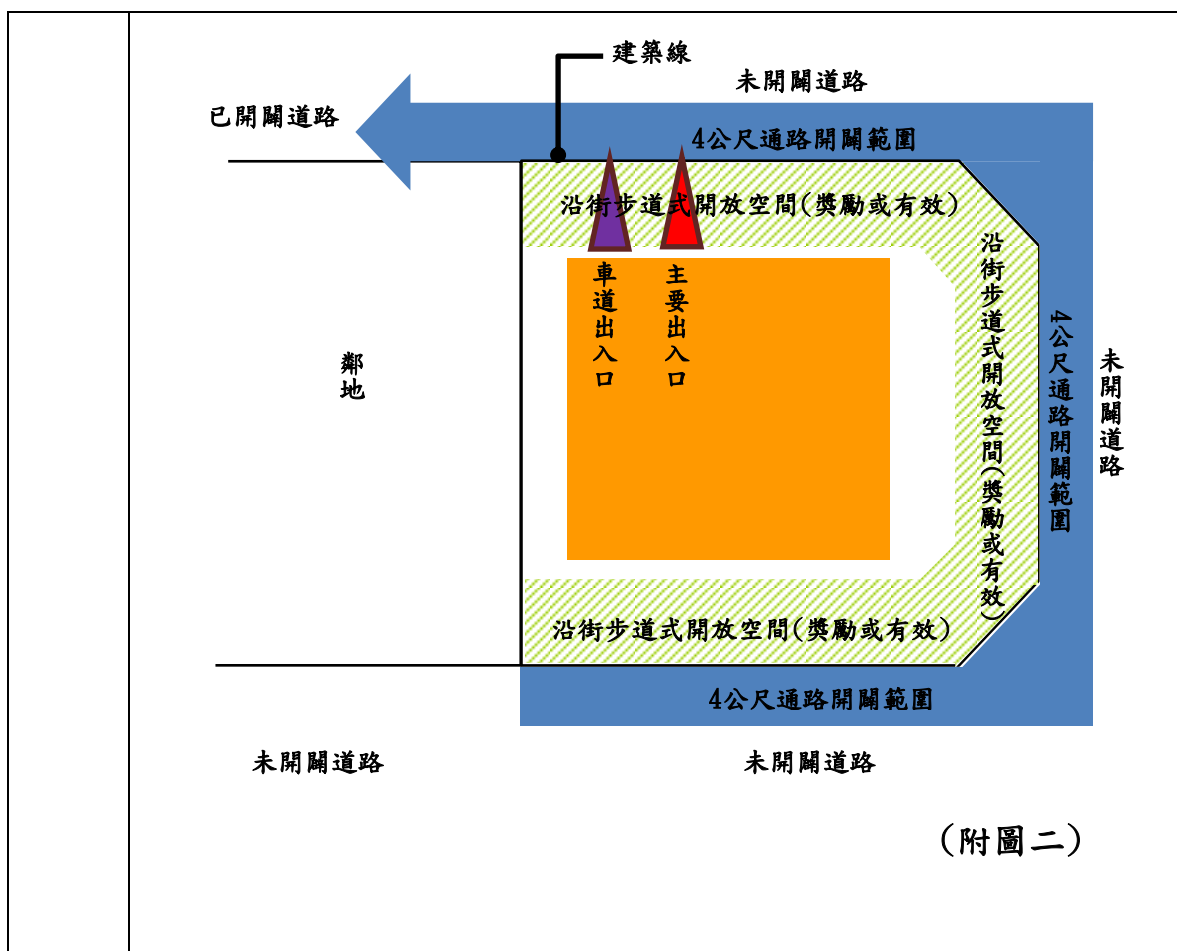 建築線
未開闢道路
已開闢道路
4公尺通路開闢範圍
沿街步道式開放空間(獎勵或有效)
車道出入口
主要出入口
沿街步道式開放空間(獎勵或有效)
4公尺通路開闢範圍
未開闢道路
鄰地
沿街步道式開放空間(獎勵或有效)
4公尺通路開闢範圍
未開闢道路
未開闢道路
(附圖二)